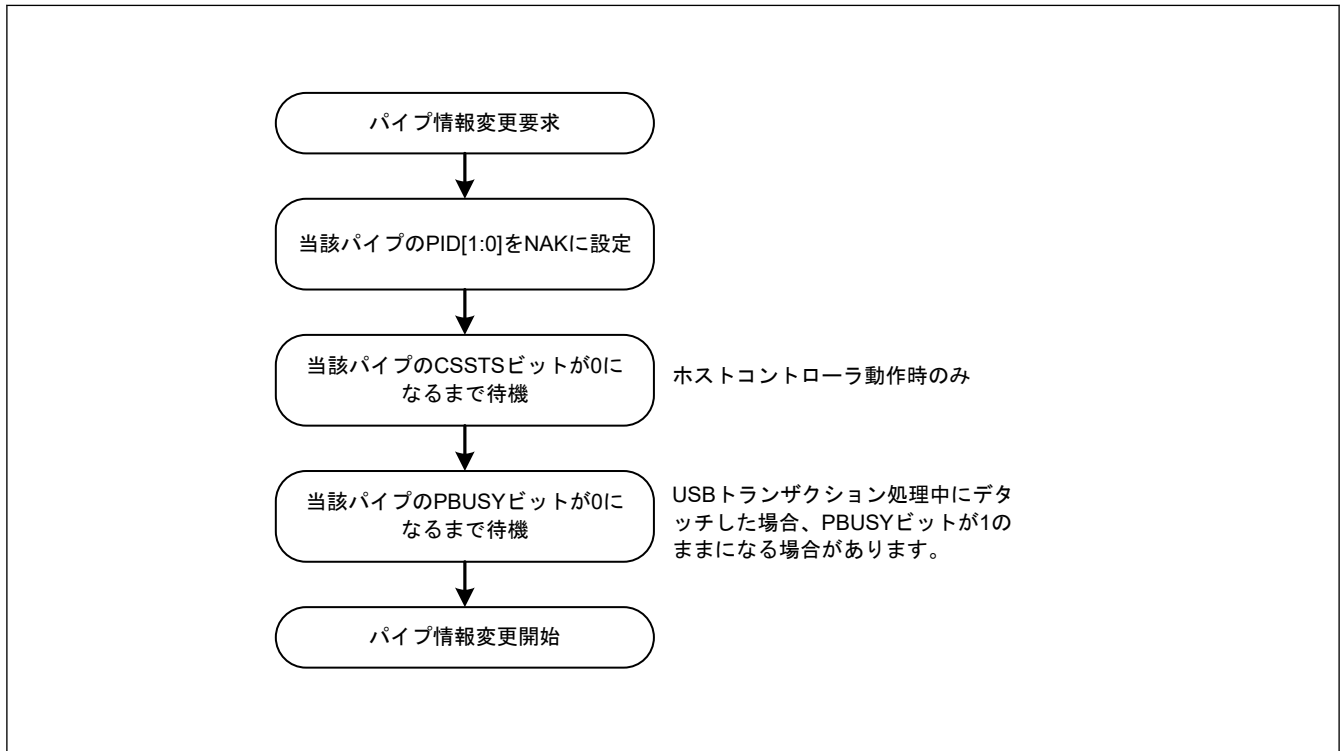 パイプ情報変更要求
当該パイプのPID[1:0]をNAKに設定
当該パイプのCSSTSビットが0に
なるまで待機
ホストコントローラ動作時のみ
当該パイプのPBUSYビットが0に
なるまで待機
USBトランザクション処理中にデタ
ッチした場合、PBUSYビットが1の
ままになる場合があります。
パイプ情報変更開始